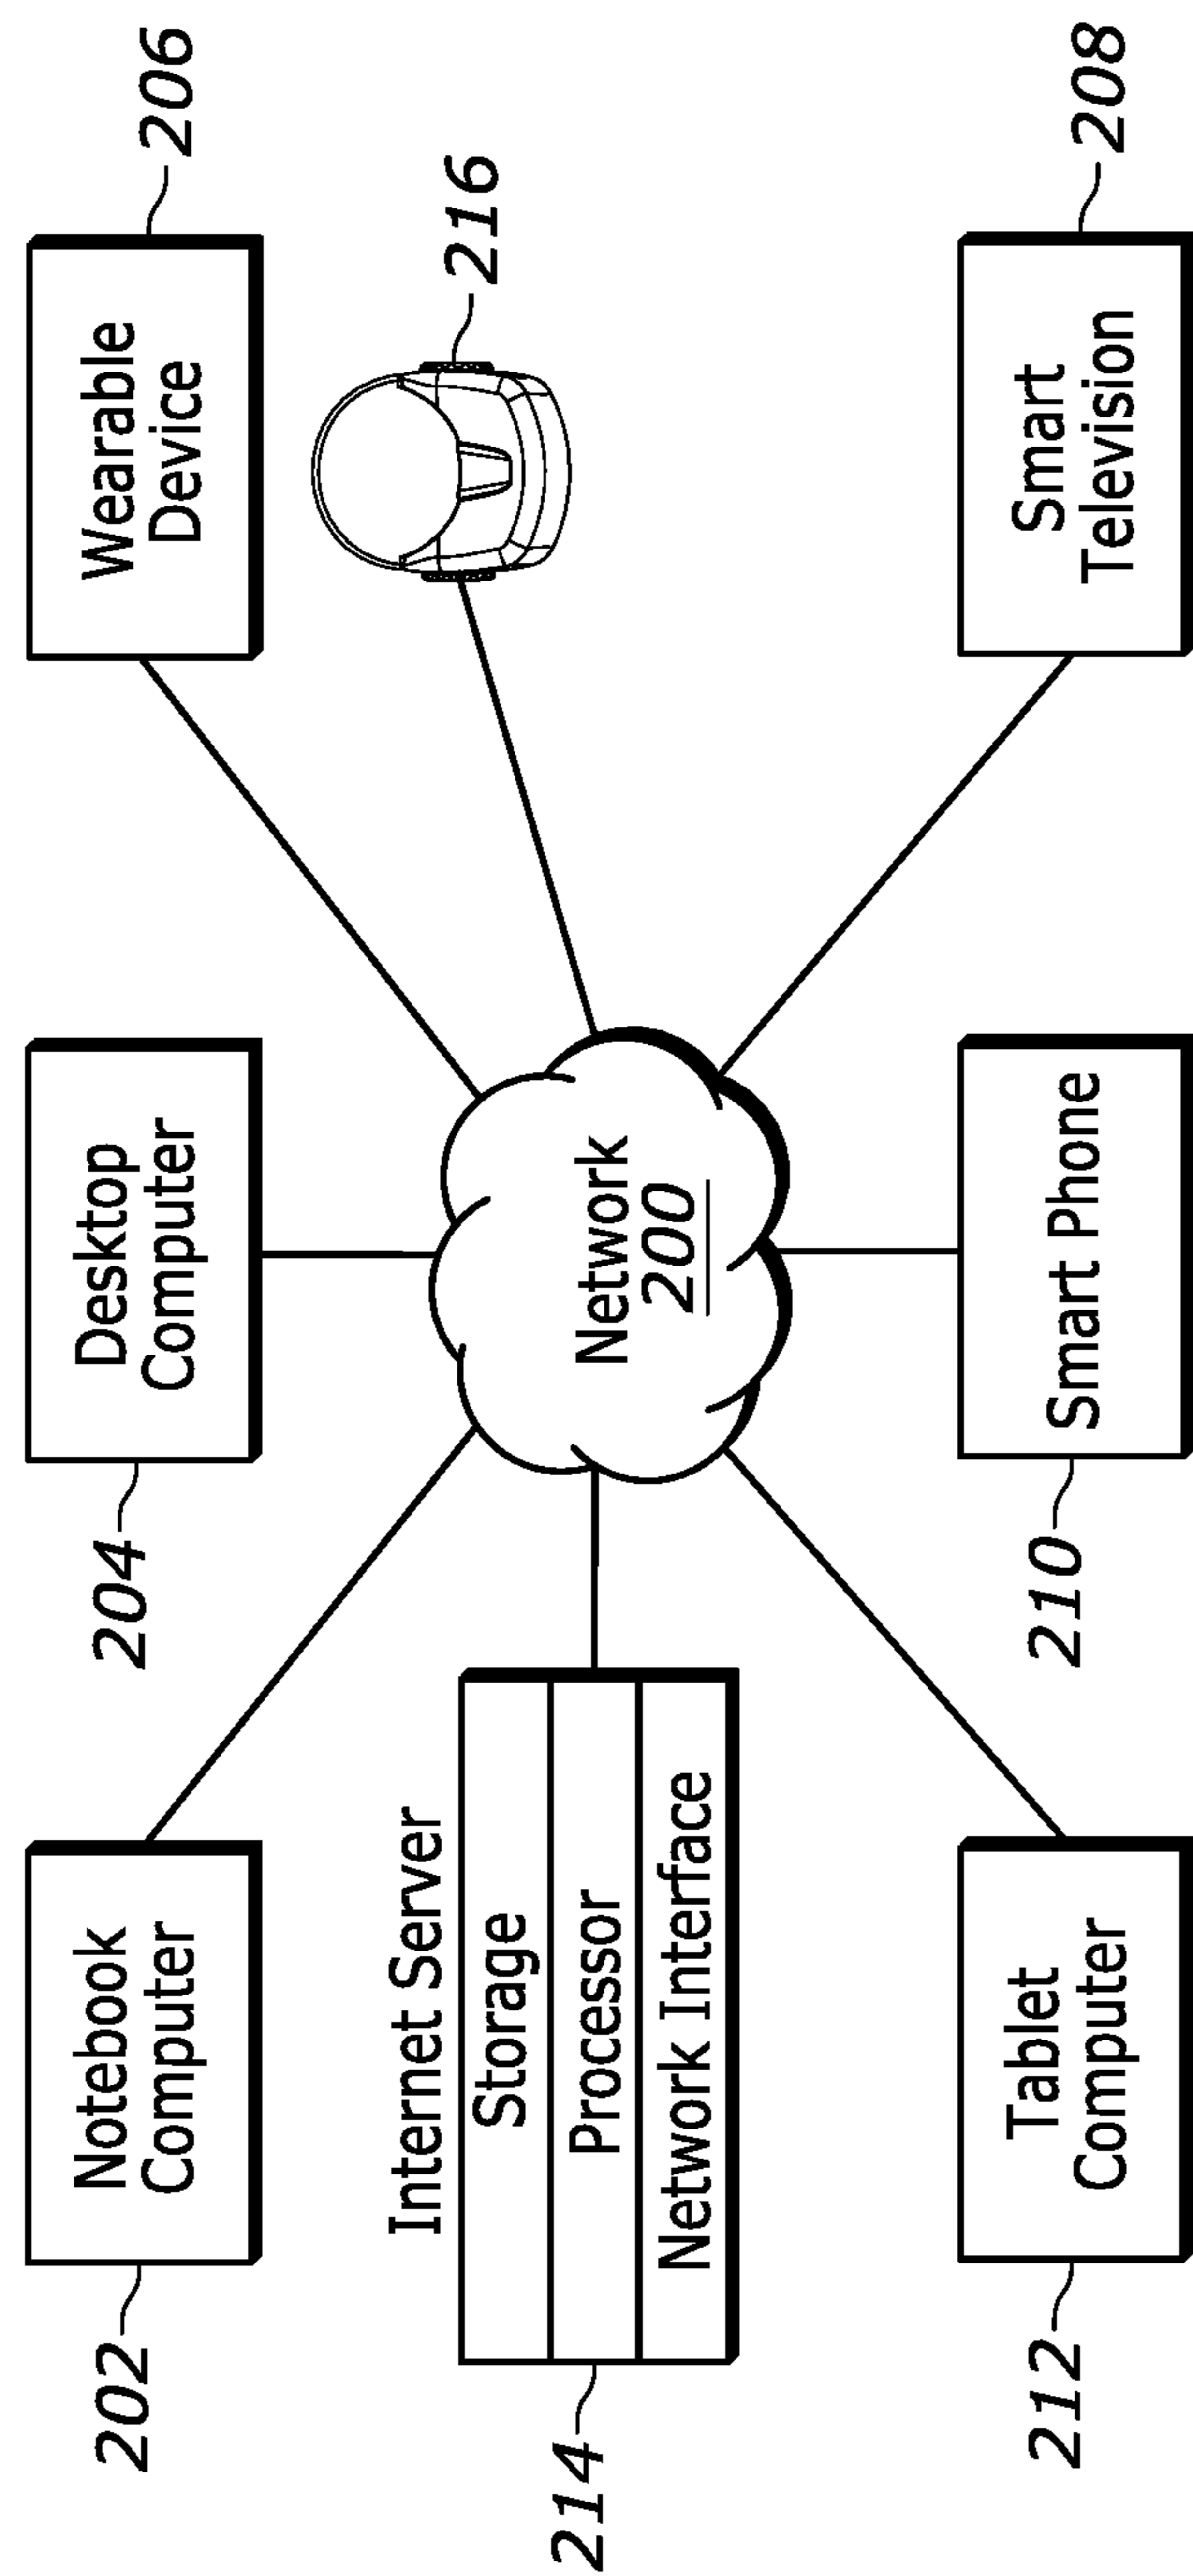 202
Notebook
Computer
204
Desktop
Computer
Wearable
Device
206
Internet Server
214
Storage
Processor
Network Interface
Network
200
216
212
Tablet
Computer
210
Smart Phone
Smart
Television
208